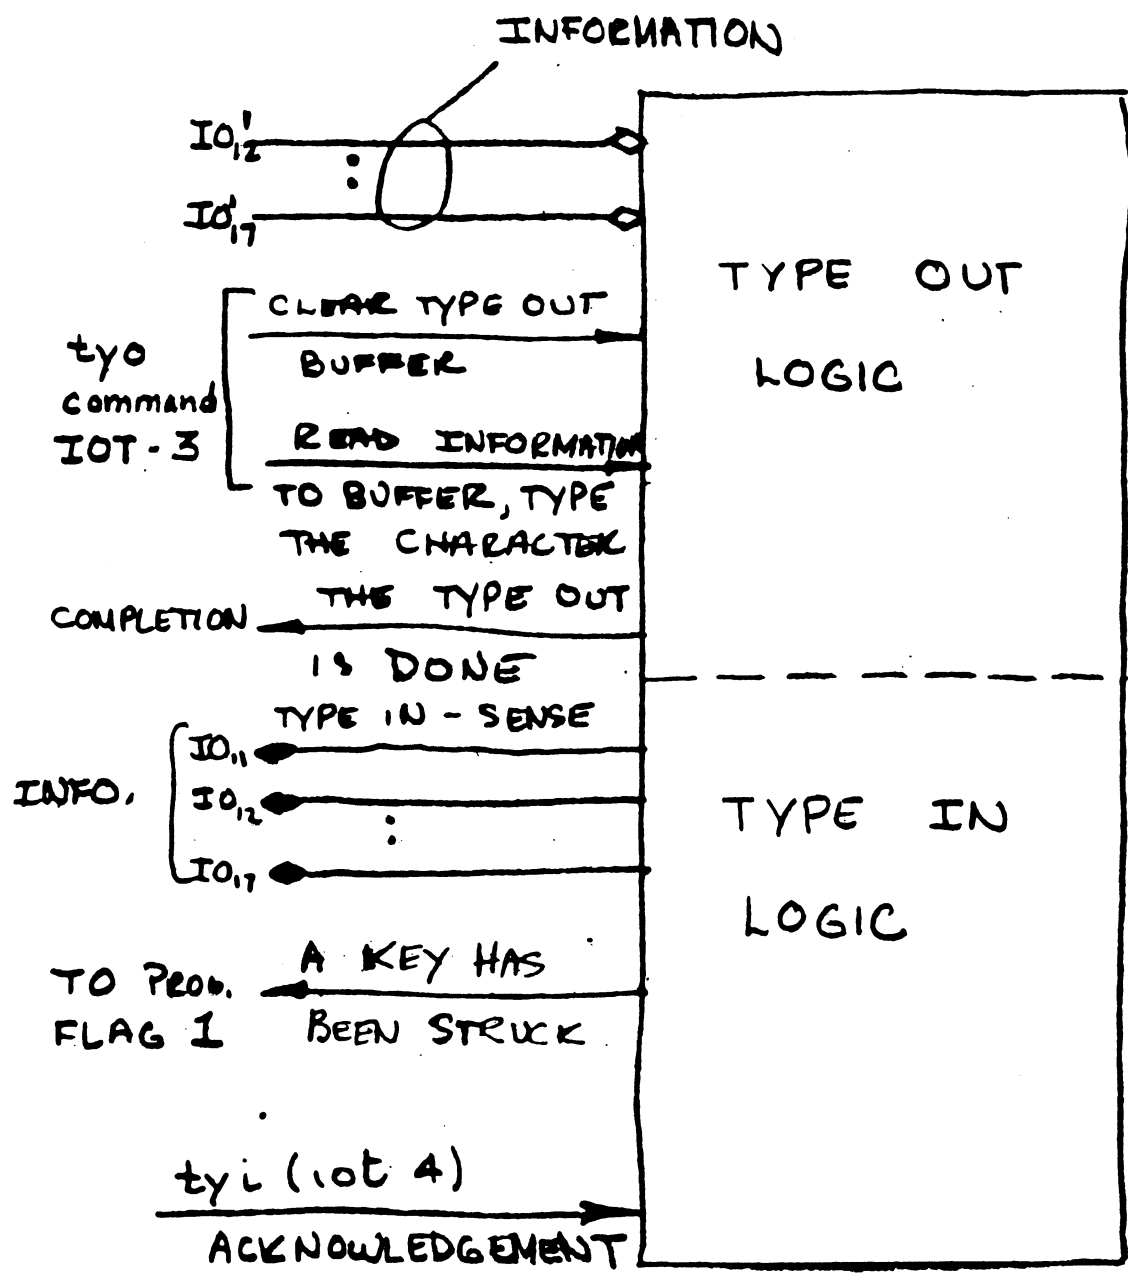 INFORMATION
IO'12
IO'17
TYPE OUT
LOGIC
tyo
command
IOT-3
CLEAR TYPE OUT
BUFFER
READ INFORMATION
TO BUFFER, TYPE
THE CHARACTER
COMPLETION
THE TYPE OUT
IS DONE
TYPE IN - SENSE
INFO.
IO11
IO12
IO17
TYPE IN
LOGIC
TO PROG.
FLAG 1
A KEY HAS
BEEN STRUCK
tyi (iot 4)
ACKNOWLEDGEMENT